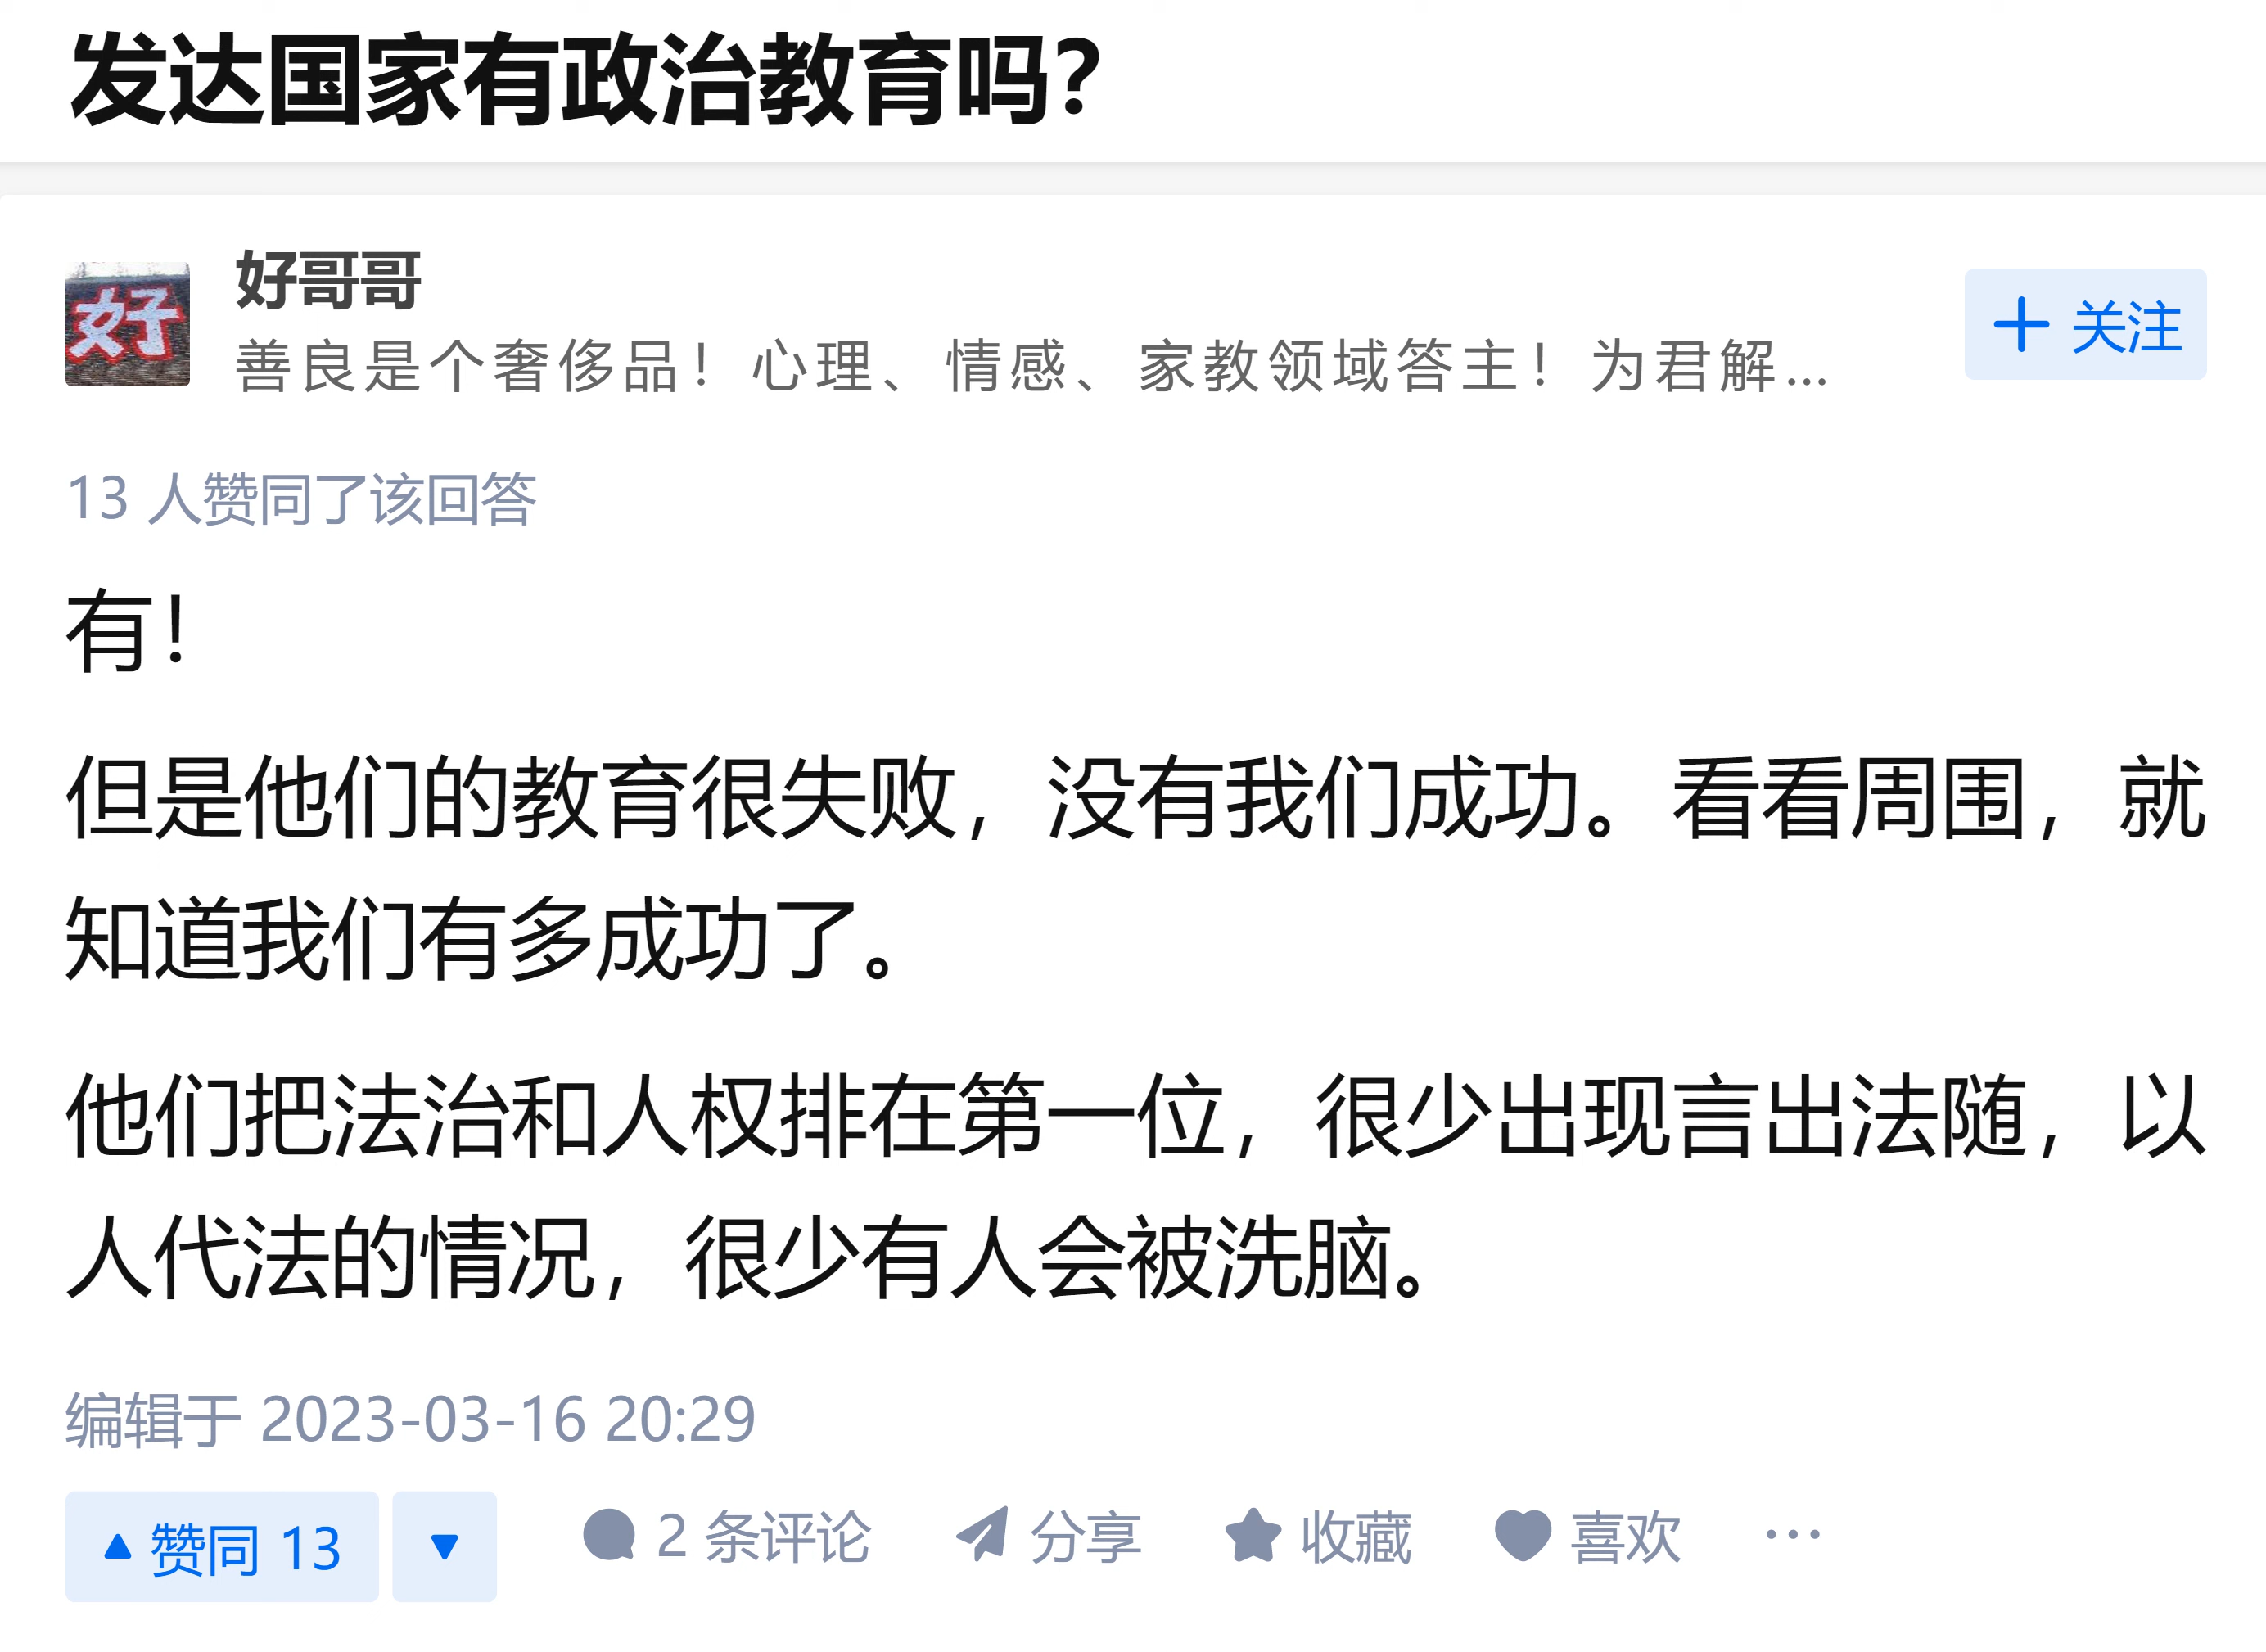 发达国家有政治教育吗?
好
好哥哥
善良是个奢侈品！心理、情感、家教领域答主！为君解...
关注
13 人赞同了该回答
有！
但是他们的教育很失败，没有我们成功。看看周围，就
知道我们有多成功了。
他们把法治和人权排在第一位，很少出现言出法随，以
人代法的情况，很少有人会被洗脑。
编辑于 2023-03-16 20:29
赞同 13 2 条评论 分享 收藏 喜欢 ···